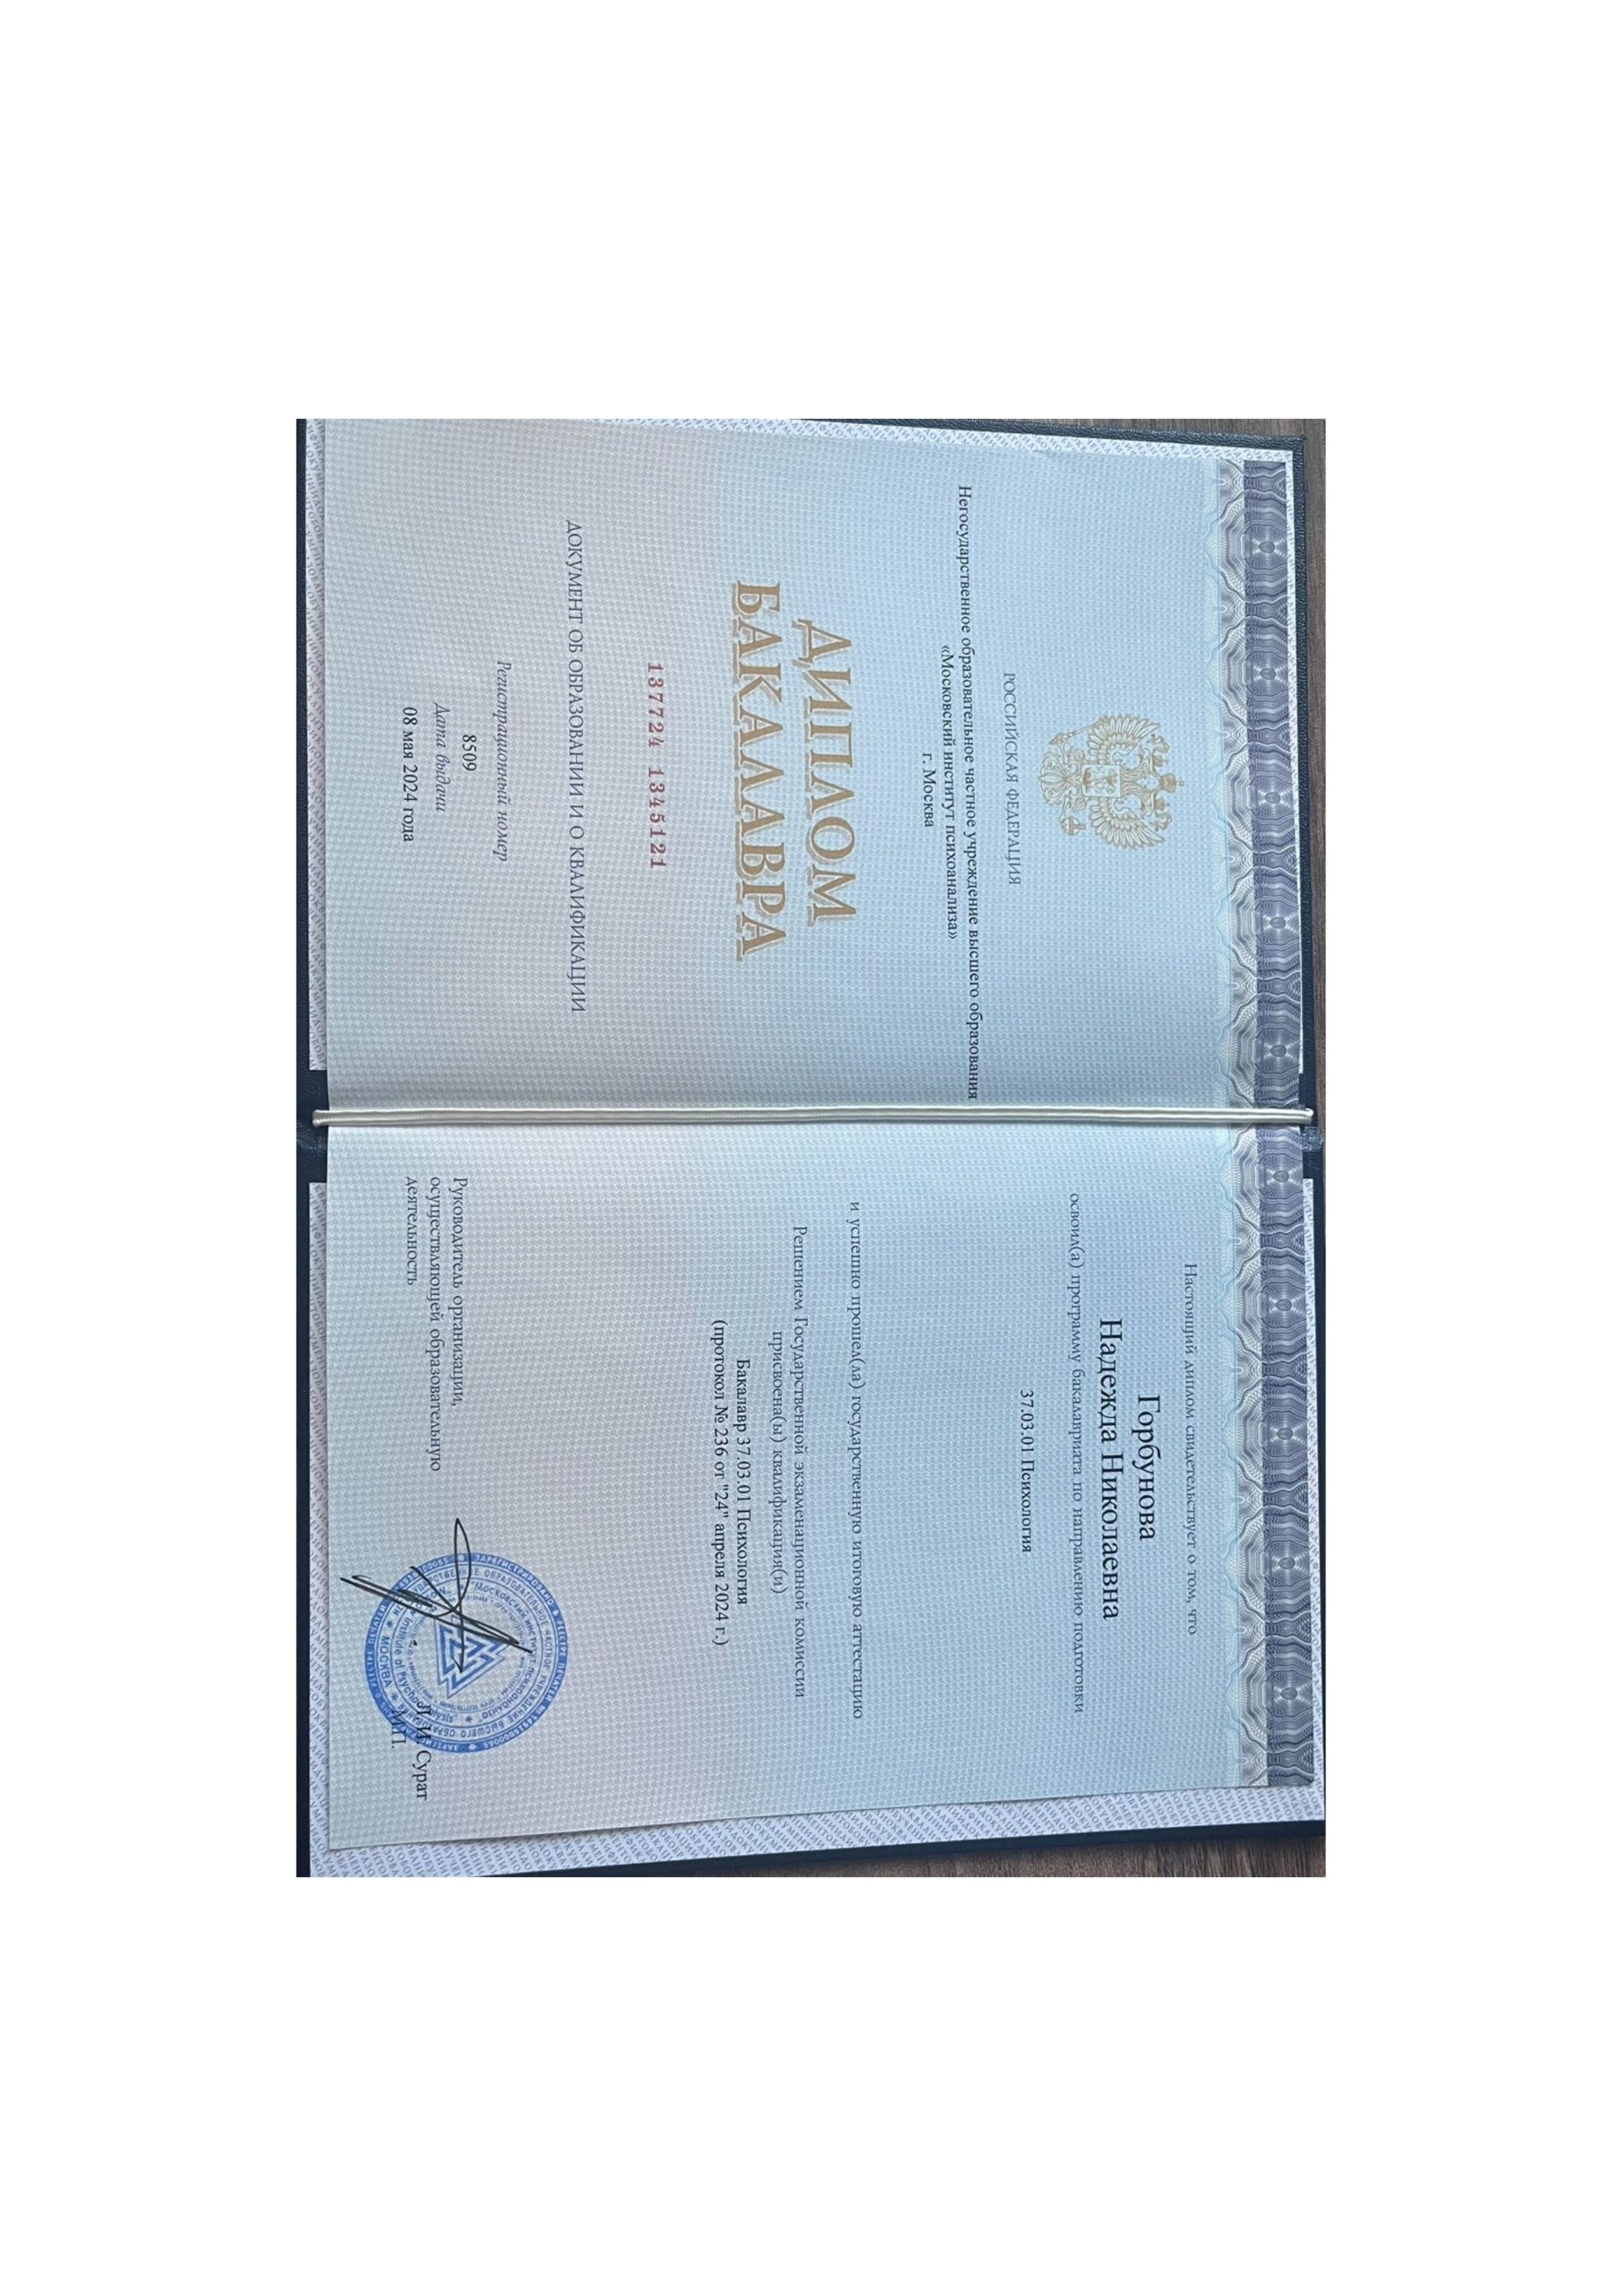 РОССИЙСКАЯ ФЕДЕРАЦИЯ
Негосударственное образовательное частное учреждение высшего образования
«Московский институт психоанализа»
г. Москва
ДИПЛОМ
БАКАЛАВРА
137724 1345121
ДОКУМЕНТ ОБ ОБРАЗОВАНИИ И О КВАЛИФИКАЦИИ
Регистрационный номер
8509
Дата выдачи
08 мая 2024 года
Настоящий диплом свидетельствует о том, что
Горбунова
Надежда Николаевна
освоил(а) программу бакалавриата по направлению подготовки
37.03.01 Психология
и успешно прошел(ла) государственную итоговую аттестацию
Решением Государственной экзаменационной комиссии
присвоена(ы) квалификация(и)
Бакалавр 37.03.01 Психология
(протокол № 236 от "24" апреля 2024 г.)
Руководитель организации,
осуществляющей образовательную
деятельность
Л.И. Сурат
М.П.